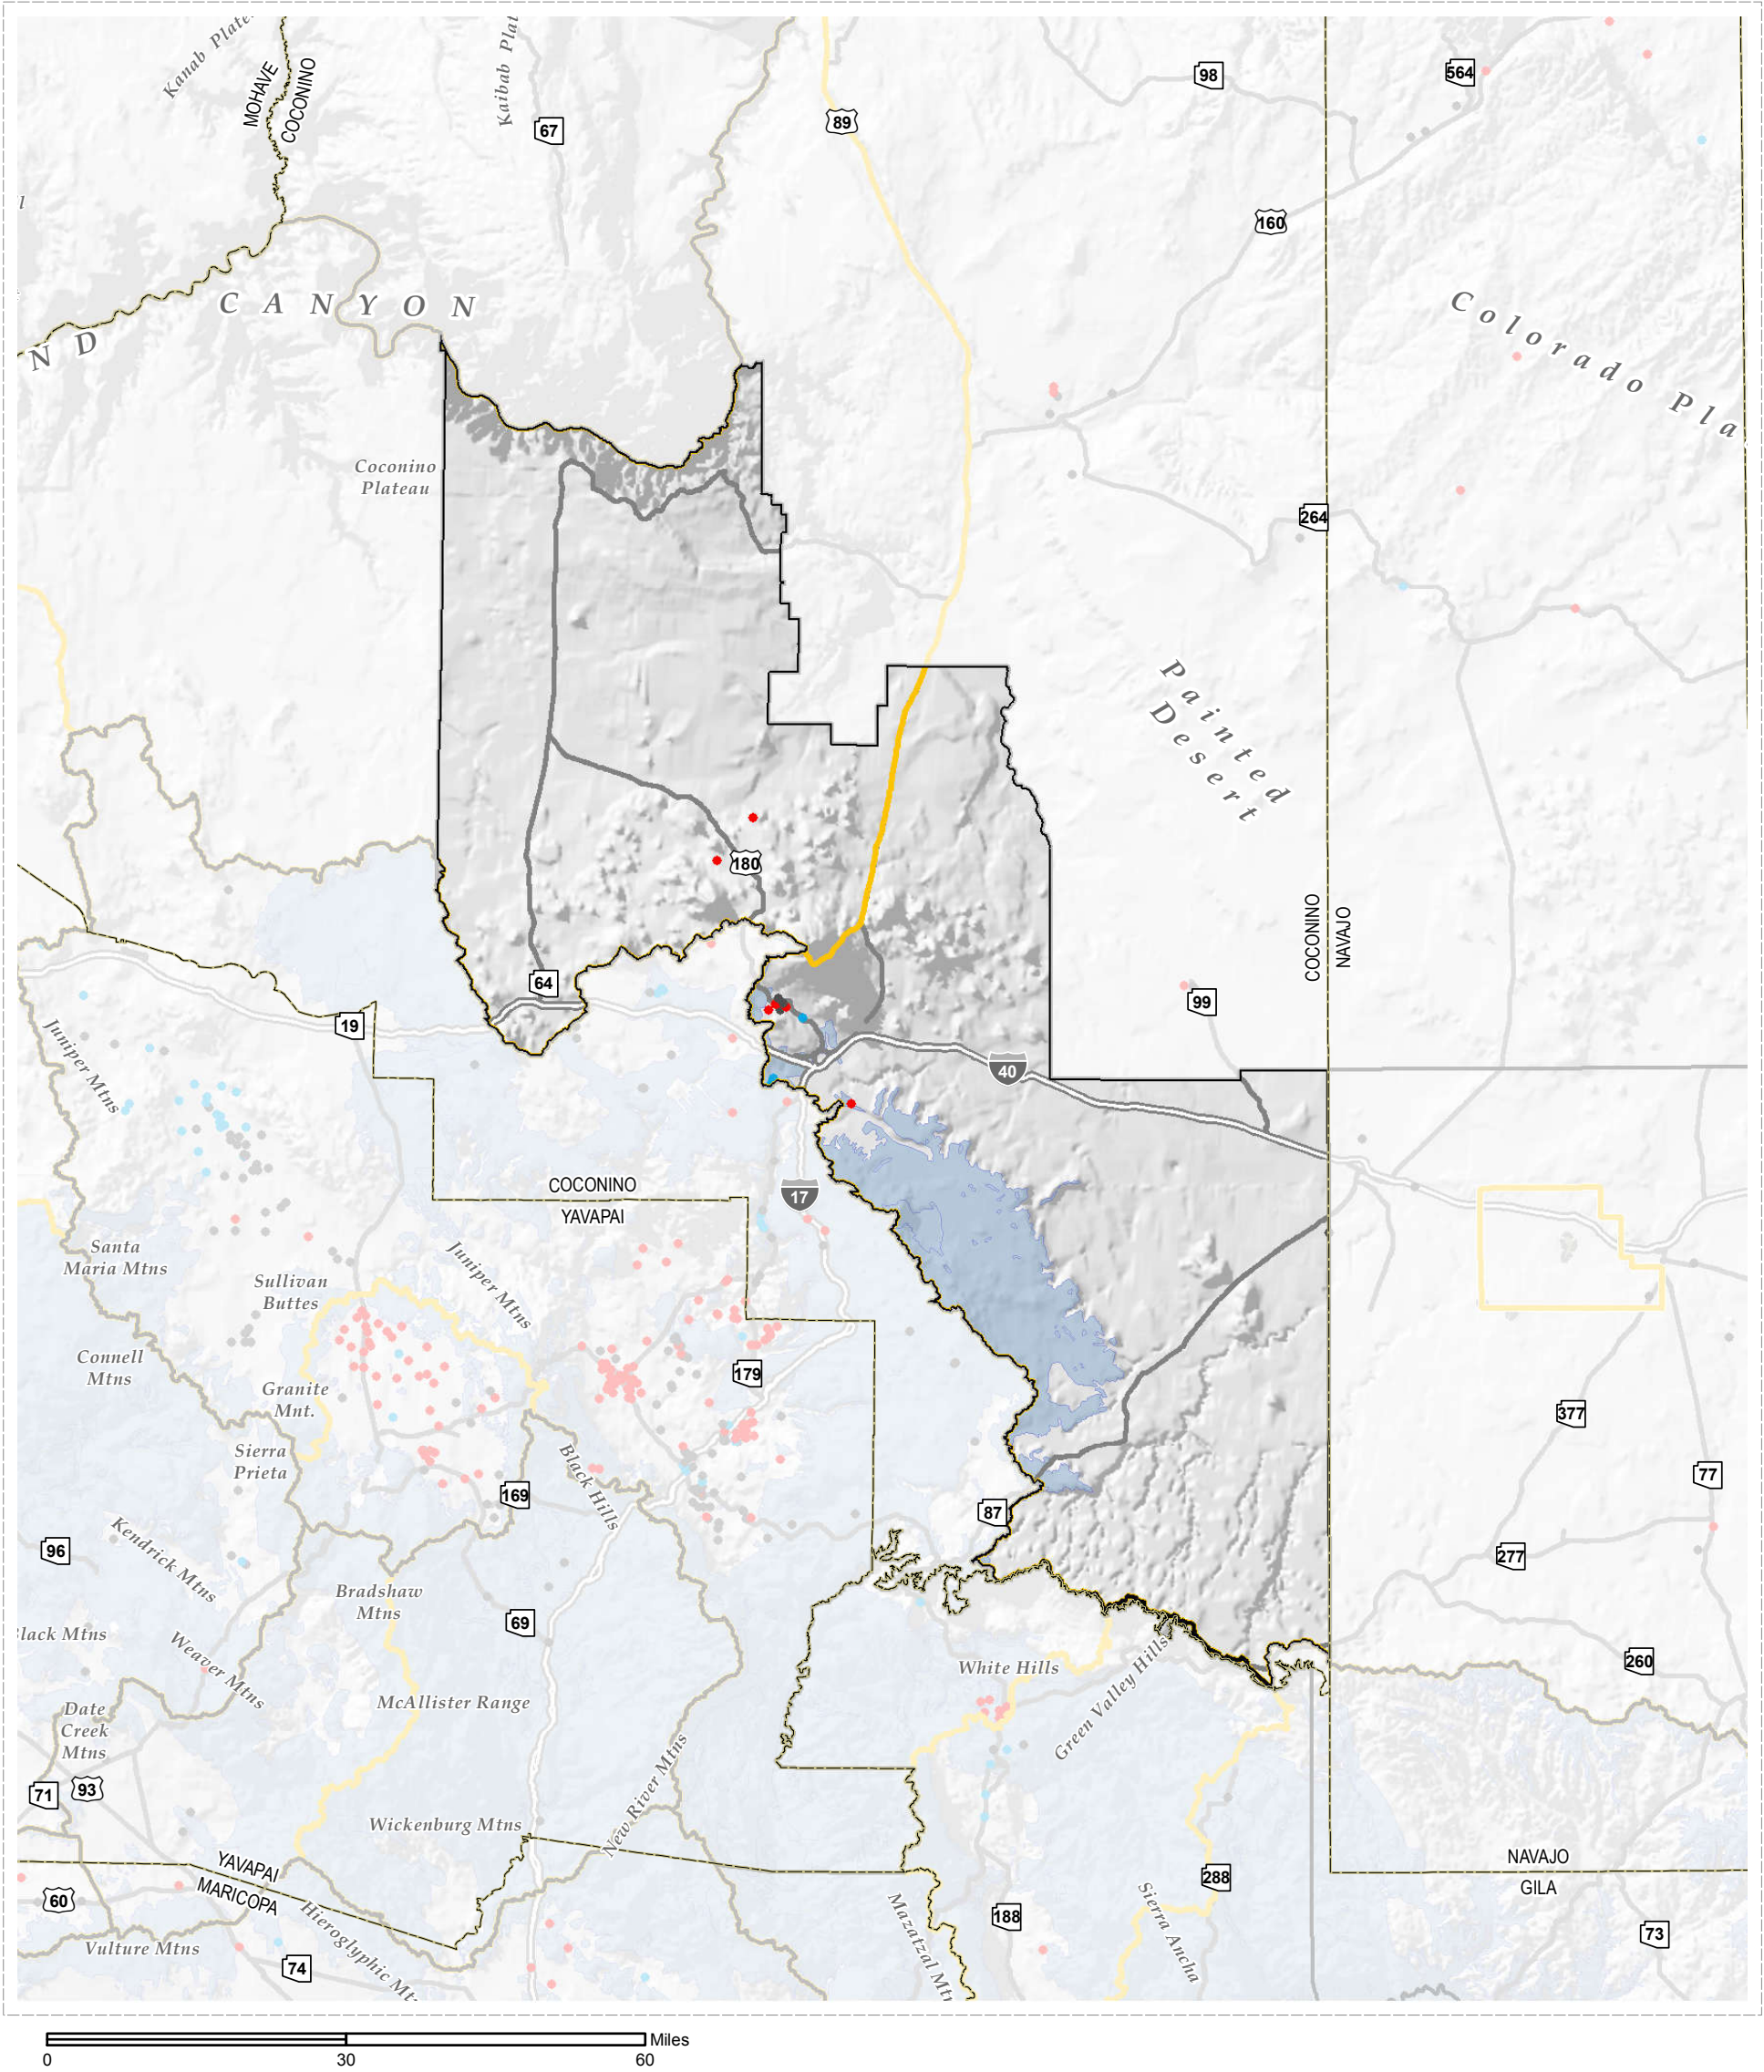 Kanab Plate
MOHAVE
COCONINO
Kaibab Plat
67
89
98
564
160
l
CANYON
ND
Colorado Pla
Coconino
Plateau
264
Painted
Desert
180
COCONINO
NAVAJO
64
99
19
Juniper Mtns
40
COCONINO
YAVAPAI
17
Santa
Maria Mtns
Sullivan
Buttes
Juniper Mtns
Connell
Mtns
179
Granite
Mnt.
377
Sierra
Prieta
Black Hills
77
169
87
96
Kendrick Mtns
277
Bradshaw
Mtns
69
lack Mtns
Weaver Mtns
White Hills
Green Valley Hills
260
Date
Creek
Mtns
McAllister Range
71
93
New River Mtns
Wickenburg Mtns
YAVAPAI
MARICOPA
NAVAJO
GILA
60
288
Hieroglyphic Mt
Mazatzal Mt
188
Sierra Ancha
73
Vulture Mtns
74
Miles
0
30
60